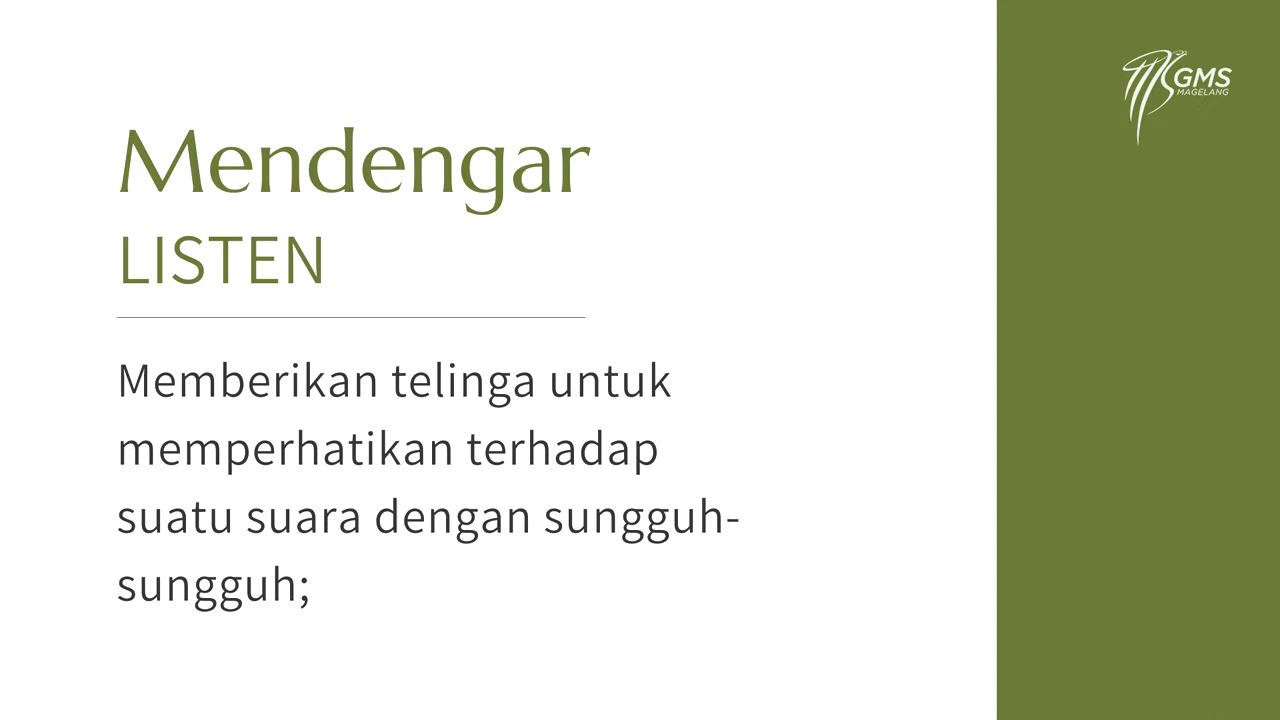 GMS
MAGELANG
Mendengar
LISTEN
Memberikan telinga untuk
memperhatikan terhadap
suatu suara dengan sungguh-
sungguh;